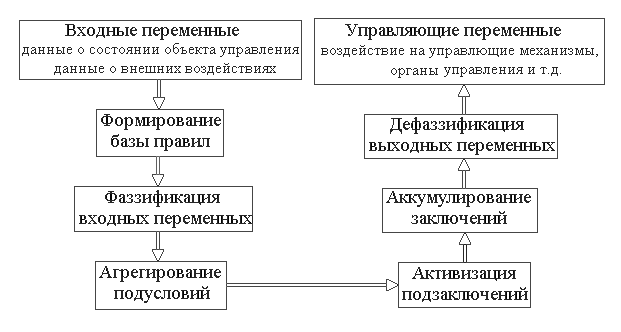 Входные переменные
данные о состоянии объекта управления
данные о внешних воздействиях
Формирование
базы правил
Фаззификация
входных переменных
Агрегирование
подусловий
Активизация
подзаключений
Аккумулирование
заключений
Дефаззификация
выходных переменных
Управляющие переменные
воздействие на управлющие механизмы,
органы управления и т.д.